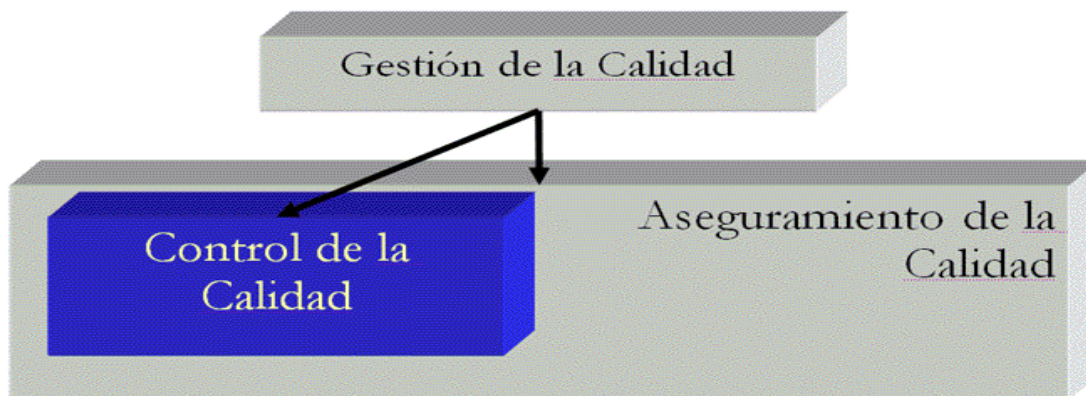 Gestión de la Calidad
Control de la
Calidad
Aseguramiento de la
Calidad